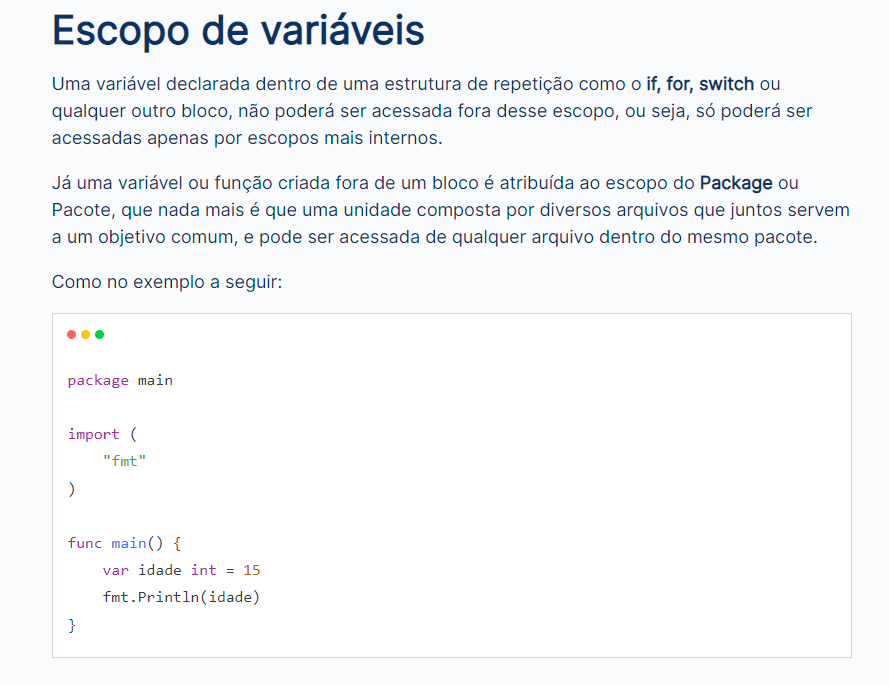 Escopo de variáveis
Uma variável declarada dentro de uma estrutura de repetição como o if, for, switch ou
qualquer outro bloco, não poderá ser acessada fora desse escopo, ou seja, só poderá ser
acessadas apenas por escopos mais internos.
Já uma variável ou função criada fora de um bloco é atribuída ao escopo do Package ou
Pacote, que nada mais é que uma unidade composta por diversos arquivos que juntos servem
a um objetivo comum, e pode ser acessada de qualquer arquivo dentro do mesmo pacote.
Como no exemplo a seguir:
package main
import (
    "fmt"
)
func main() {
    var idade int = 15
    fmt.Println(idade)
}